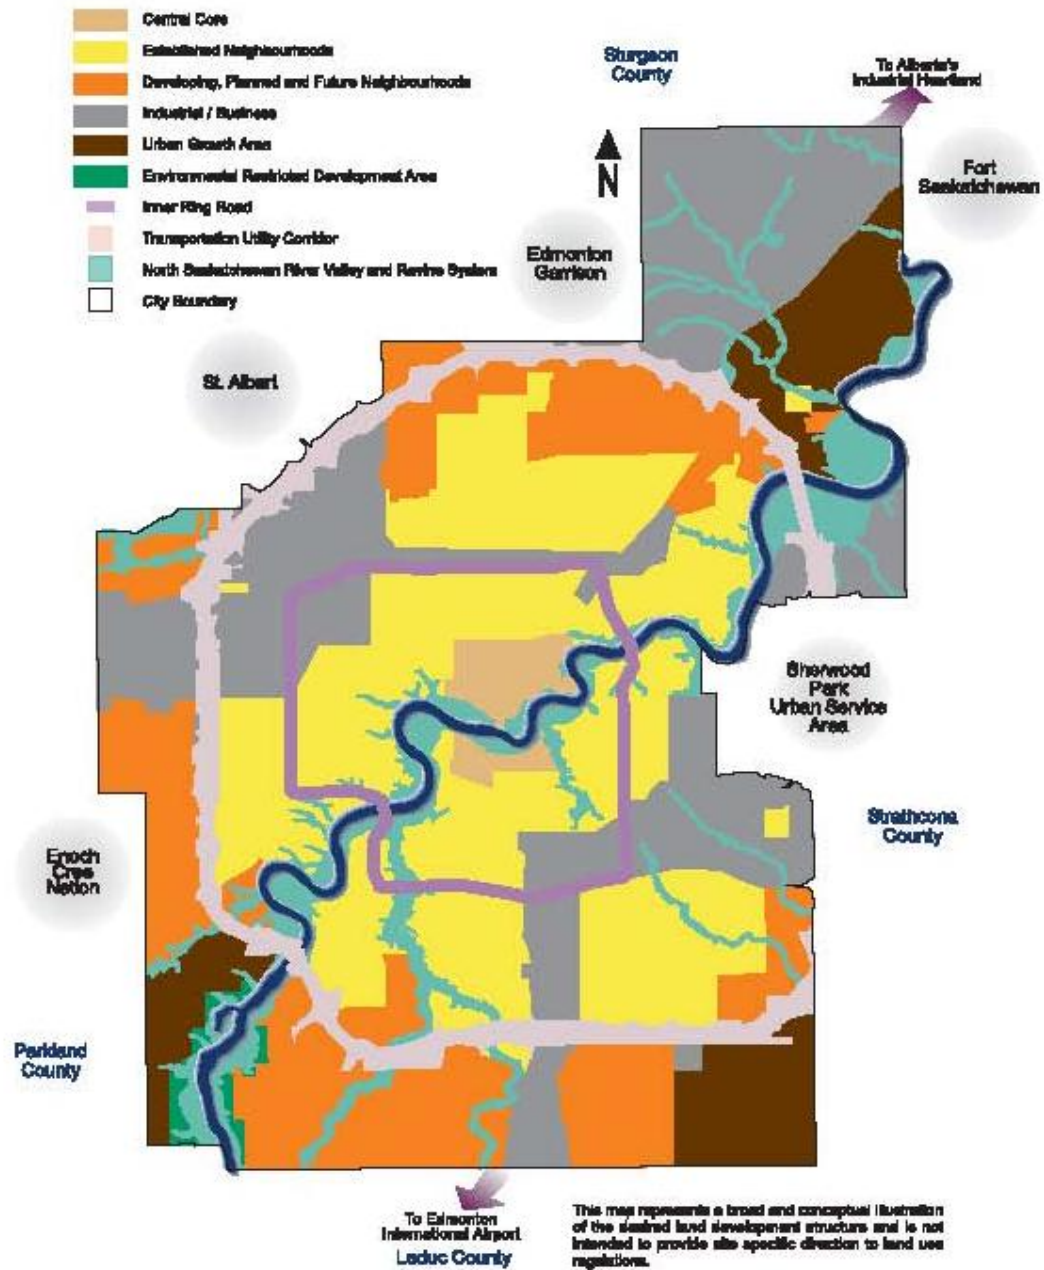 Central Core
Established Neighbourhoods
Developing, Planned and Future Neighbourhoods
Industrial / Business
Urban Growth Area
Environmental Restricted Development Area
Inner Ring Road
Transportation Utility Corridor
North Saskatchewan River Valley and Ravine System
City Boundary
Sturgeon
County
To Alberta's
Industrial Heartland
N
Fort
Saskatchewan
Edmonton
Garrison
St. Albert
Sherwood
Park
Urban Service
Area
Strathcona
County
Enoch
Cree
Nation
Parkland
County
To Edmonton
International Airport
Leduc County
This map represents a broad and conceptual illustration
of the desired land development structure and is not
intended to provide site specific direction to land use
regulations.